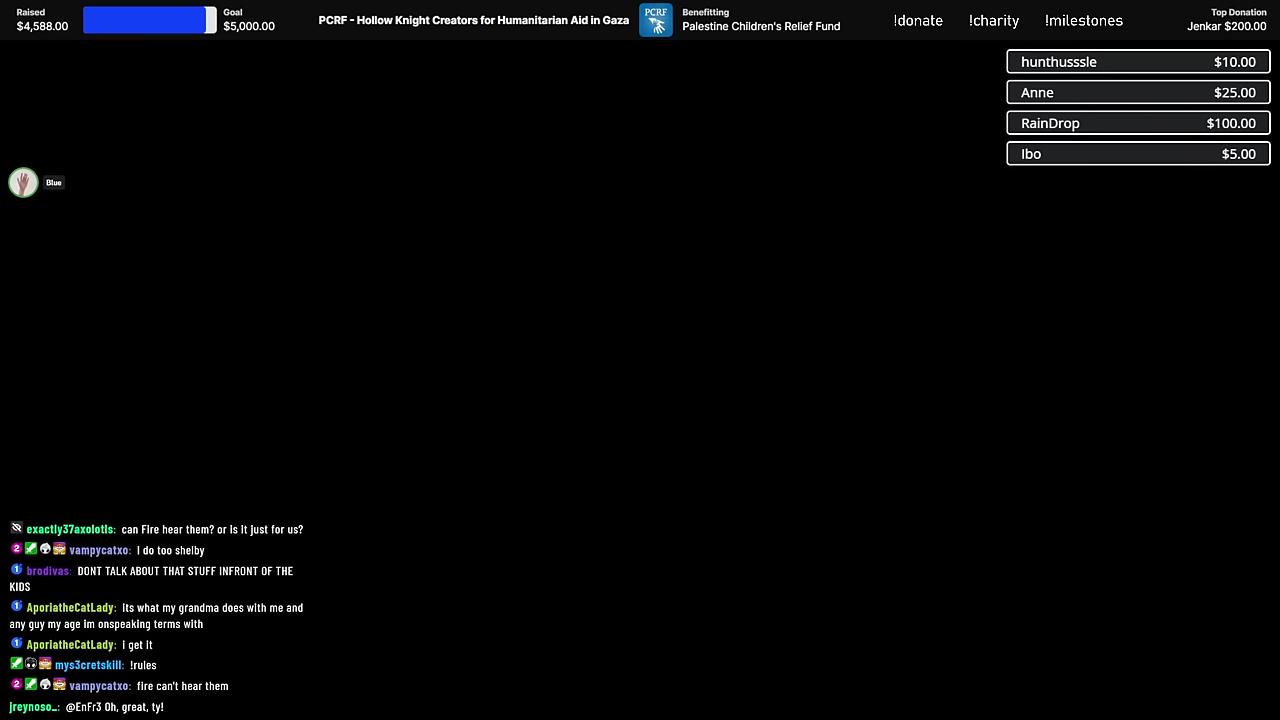 Raised
$4,588.00
Goal
$5,000.00
PCRF - Hollow Knight Creators for Humanitarian Aid in Gaza
PCRF
Benefitting
Palestine Children's Relief Fund
!donate
!charity
!milestones
Top Donation
Jenkar $200.00
hunthusssle $10.00
Anne $25.00
RainDrop $100.00
Ibo $5.00
Blue
exactly37axolotls: can Fire hear them? or is it just for us?
2 vampycatxo: I do too shelby
1 brodivas: DONT TALK ABOUT THAT STUFF INFRONT OF THE
KIDS
1 AporiatheCatLady: its what my grandma does with me and
any guy my age im onspeaking terms with
1 AporiatheCatLady: i get it
mys3cretskill: !rules
2 vampycatxo: fire can't hear them
jreynoso_: @EnFr3 Oh, great, ty!